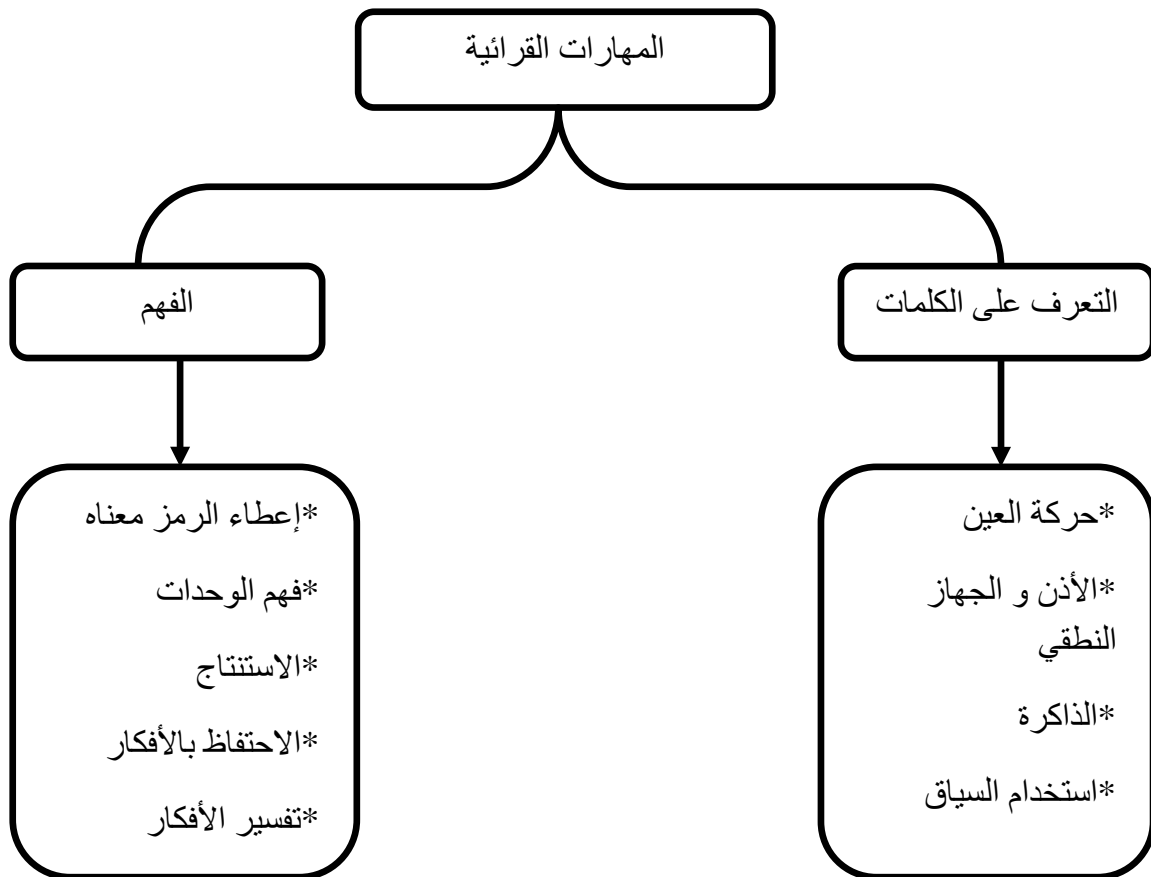 المهارات القرائية
التعرف على الكلمات
الفهم
*حركة العين
*الأذن و الجهاز
النطقي
*الذاكرة
*استخدام السياق
*إعطاء الرمز معناه
*فهم الوحدات
*الاستنتاج
*الاحتفاظ بالأفكار
*تفسير الأفكار